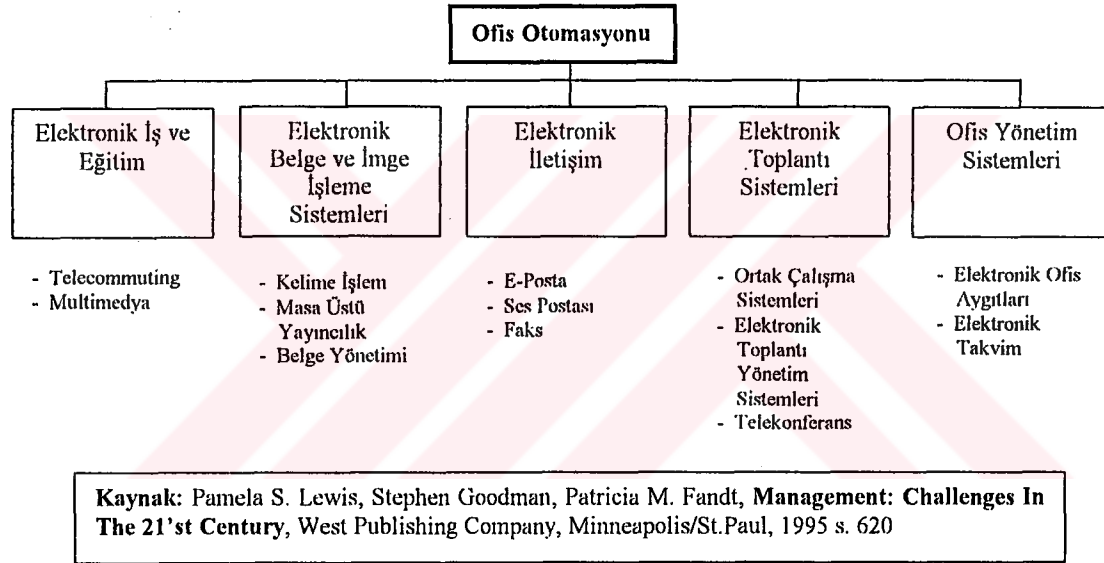 Ofis Otomasyonu
Elektronik İş ve
Eğitim
Elektronik
Belge ve İmge
İşleme
Sistemleri
Elektronik
İletişim
Elektronik
Toplantı
Sistemleri
Ofis Yönetim
Sistemleri
- Telecommuting
- Multimedya
- Kelime İşlem
- Masa Üstü
Yayıncılık
- Belge Yönetimi
- E-Posta
- Ses Postası
- Faks
- Ortak Çalışma
Sistemleri
- Elektronik
Toplantı
Yönetim
Sistemleri
- Telekonferans
- Elektronik Ofis
Aygıtları
- Elektronik
Takvim
Kaynak: Pamela S. Lewis, Stephen Goodman, Patricia M. Fandt, Management: Challenges In
The 21'st Century, West Publishing Company, Minneapolis/St.Paul, 1995 s. 620